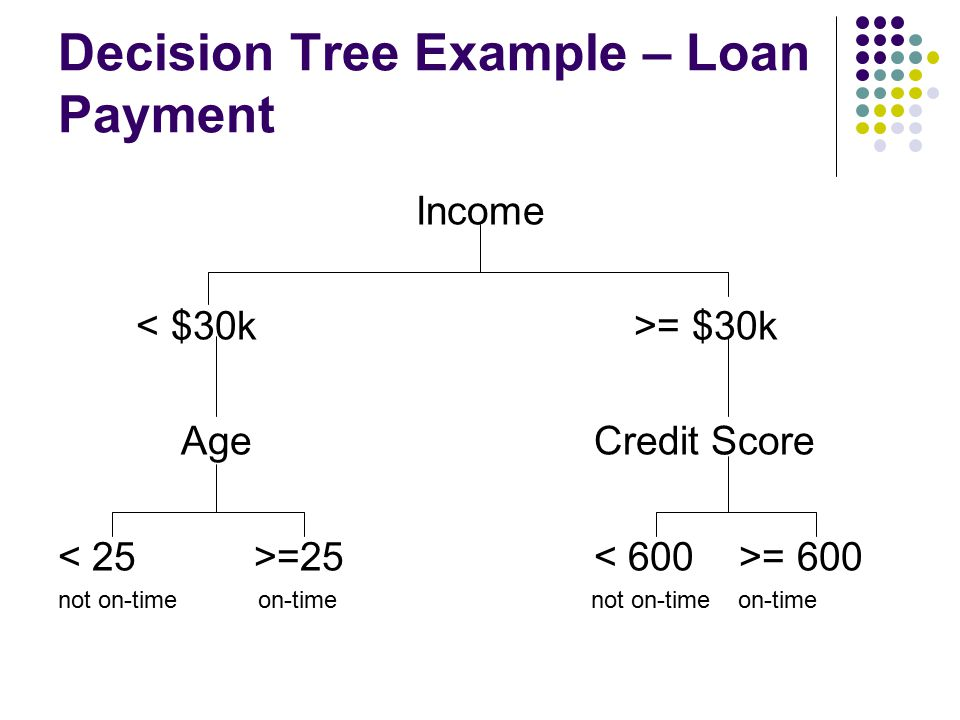 Decision Tree Example – Loan
Payment
Income
< $30k >= $30k
Age Credit Score
< 25 >=25 < 600 >= 600
not on-time on-time not on-time on-time